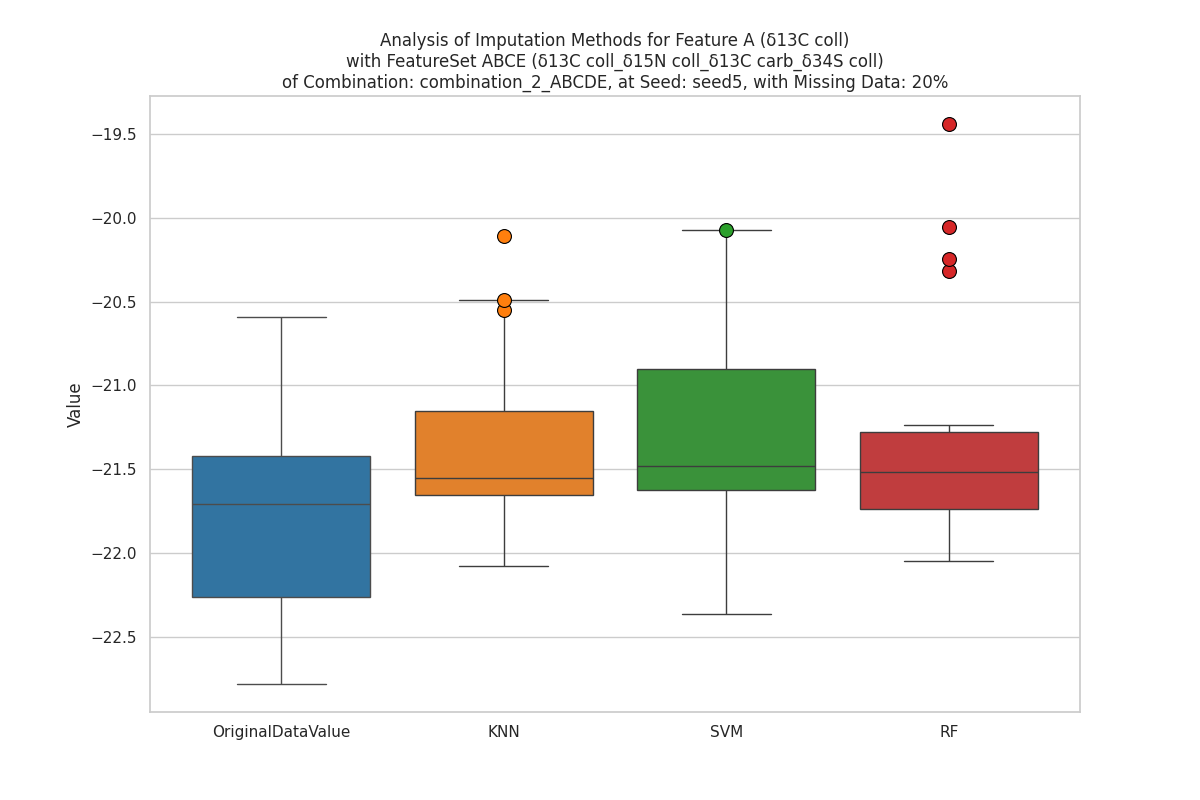 Analysis of Imputation Methods for Feature A (δ13C coll)
with FeatureSet ABCE (δ13C coll_δ15N coll_δ13C carb_δ34S coll)
of Combination: combination_2_ABCDE, at Seed: seed5, with Missing Data: 20%
−19.5
−20.0
−20.5
−21.0
−21.5
−22.0
−22.5
Value
OriginalDataValue KNN SVM RF